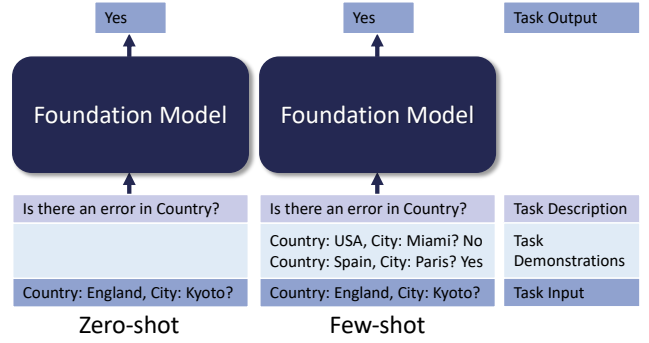 Yes Yes Task Output
Foundation Model Foundation Model
Is there an error in Country? Is there an error in Country? Task Description
Country: USA, City: Miami? No Task
Country: Spain, City: Paris? Yes Demonstrations
Country: England, City: Kyoto? Country: England, City: Kyoto? Task Input
Zero-shot Few-shot